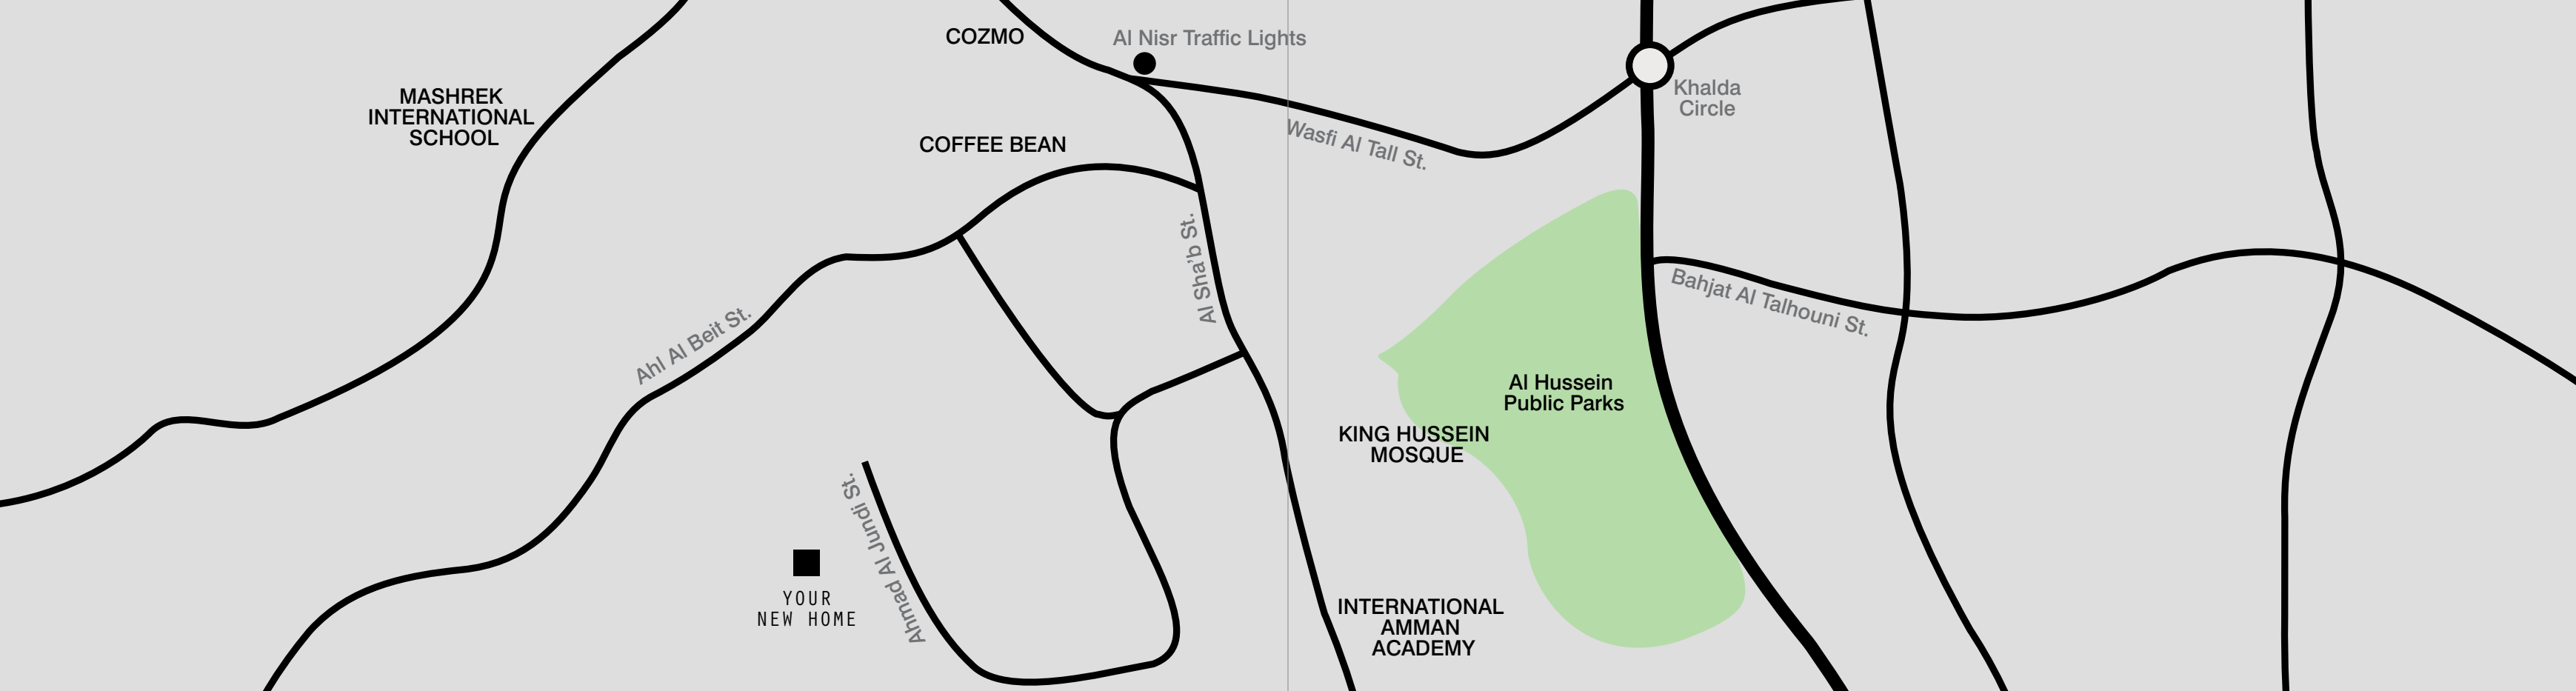 COZMO
Al Nisr Traffic Lights
MASHREK
INTERNATIONAL
SCHOOL
Khalda
Circle
COFFEE BEAN
Wasfi Al Tall St.
Al Sha'b St.
Bahjat Al Talhouni St.
Ahl Al Beit St.
Al Hussein
Public Parks
KING HUSSEIN
MOSQUE
Ahmad Al Jundi St.
YOUR
NEW HOME
INTERNATIONAL
AMMAN
ACADEMY